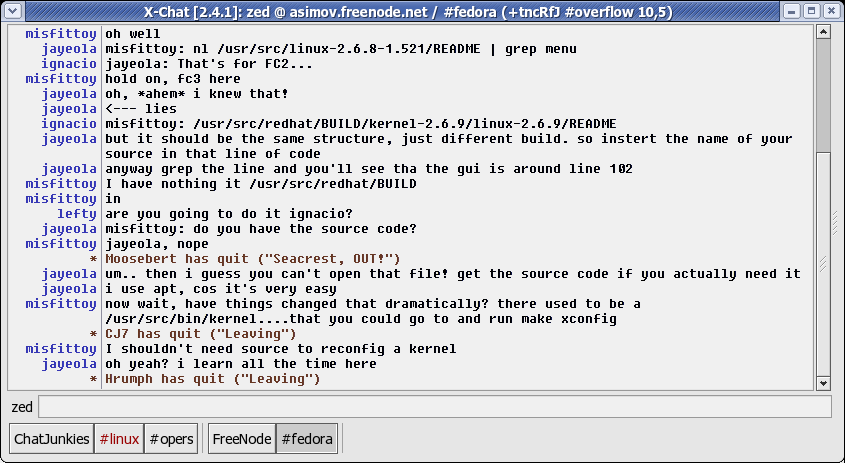 X-Chat [2.4.1]: zed @ asimov.freenode.net / #fedora (+tncRfJ #overflow 10,5)
misfittoy oh well
jayeola misfittoy: nl /usr/src/linux-2.6.8-1.521/README | grep menu
ignacio jayeola: That's for FC2...
misfittoy hold on, fc3 here
jayeola oh, *ahem* i knew that!
jayeola <--- lies
ignacio misfittoy: /usr/src/redhat/BUILD/kernel-2.6.9/linux-2.6.9/README
jayeola but it should be the same structure, just different build. so instert the name of your
source in that line of code
jayeola anyway grep the line and you'll see tha the gui is around line 102
misfittoy I have nothing it /usr/src/redhat/BUILD
misfittoy in
lefty are you going to do it ignacio?
jayeola misfittoy: do you have the source code?
misfittoy jayeola, nope
* Moosebert has quit ("Seacrest, OUT!")
jayeola um.. then i guess you can't open that file! get the source code if you actually need it
jayeola i use apt, cos it's very easy
misfittoy now wait, have things changed that dramatically? there used to be a
/usr/src/bin/kernel....that you could go to and run make xconfig
* CJ7 has quit ("Leaving")
misfittoy I shouldn't need source to reconfig a kernel
jayeola oh yeah? i learn all the time here
* Hrumph has quit ("Leaving")
zed
ChatJunkies #linux #opers FreeNode #fedora